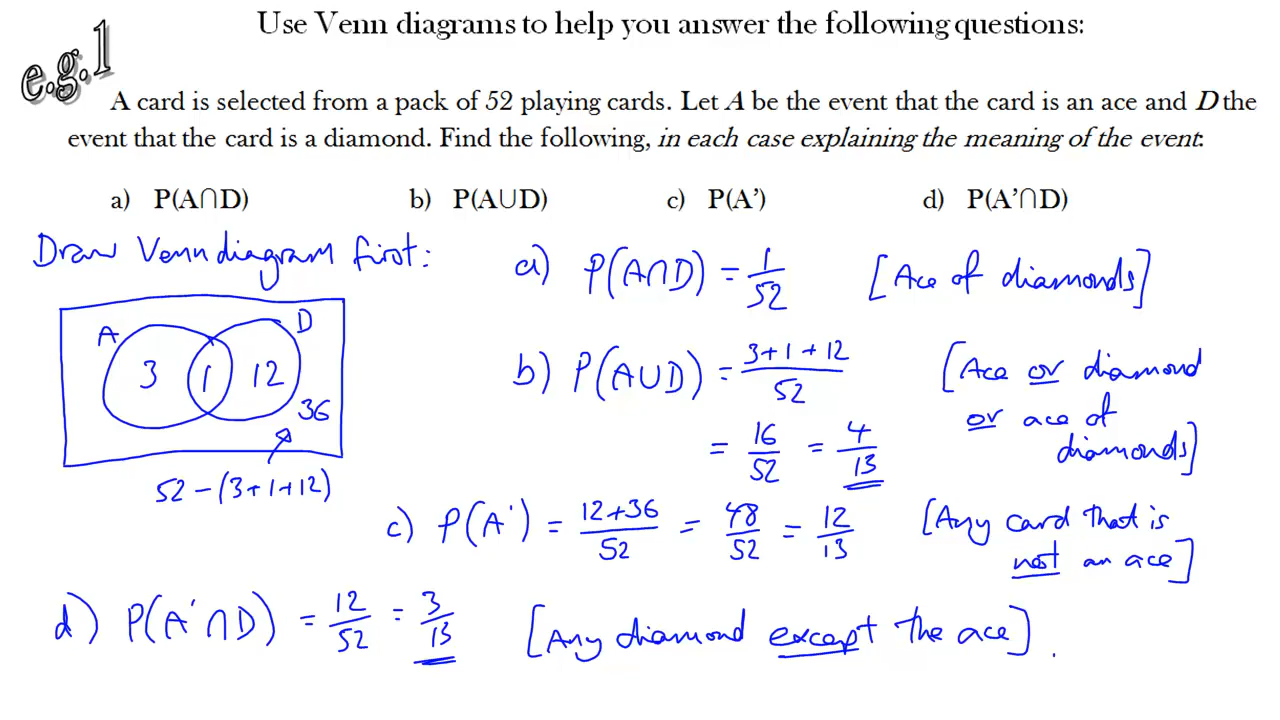 Use Venn diagrams to help you answer the following questions:
e.g.1
A card is selected from a pack of 52 playing cards. Let A be the event that the card is an ace and D the
event that the card is a diamond. Find the following, in each case explaining the meaning of the event:
a) P(A∩D) b) P(A∪D) c) P(A’) d) P(A’∩D)
Draw Venn diagram first:
A D
3 1 12
36
52 - (3+1+12)
a) P(A∩D) = 1/52 [Ace of diamonds]
b) P(A∪D) = 3+1+12/52 [Ace or diamond
or ace of
diamonds]
= 16/52 = 4/13
c) P(A') = 12+36/52 = 48/52 = 12/13 [Any card that is
not an ace]
d) P(A'∩D) = 12/52 = 3/13 [Any diamond except the ace].